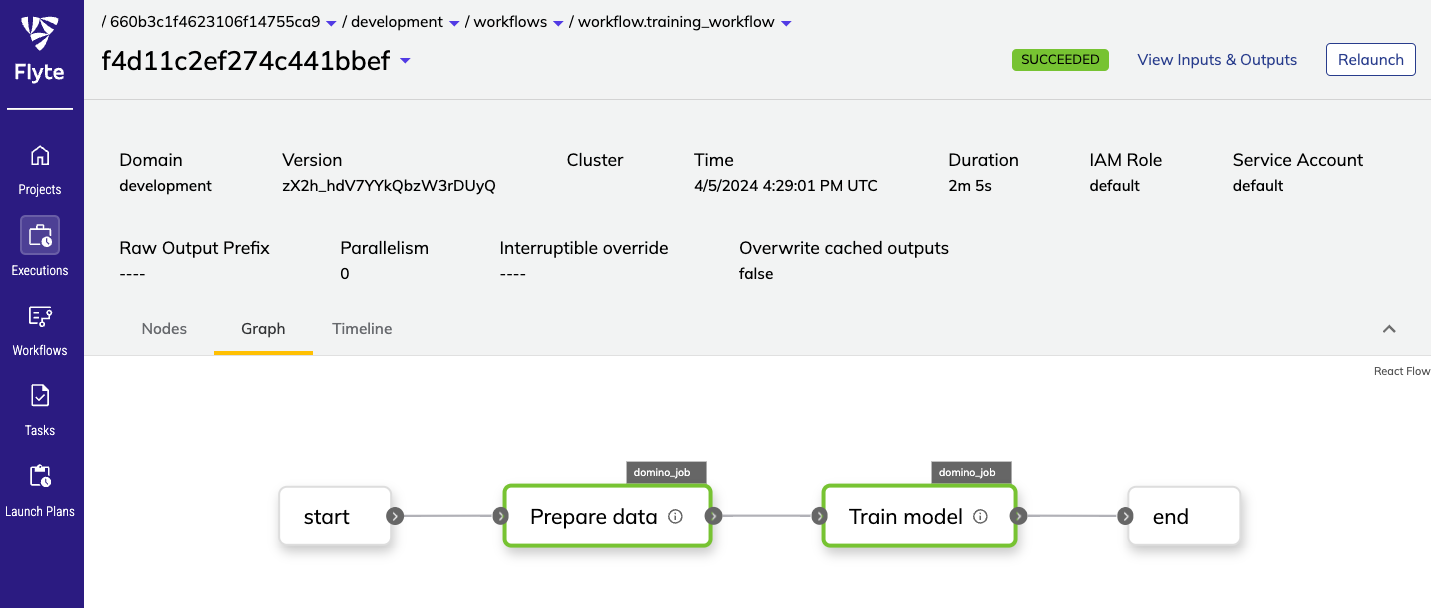 / 660b3c1f4623106f14755ca9 / development / workflows / workflow.training_workflow
f4d11c2ef274c441bbef
SUCCEEDED View Inputs & Outputs Relaunch
Flyte
Projects
Executions
Workflows
Tasks
Launch Plans
Domain Version Cluster Time Duration IAM Role Service Account
development zX2h_hdV7YYkQbzW3rDUyQ 4/5/2024 4:29:01 PM UTC 2m 5s default default
Raw Output Prefix Parallelism Interruptible override Overwrite cached outputs
---- 0 ---- false
Nodes Graph Timeline
React Flow
domino_job domino_job
start Prepare data Train model end